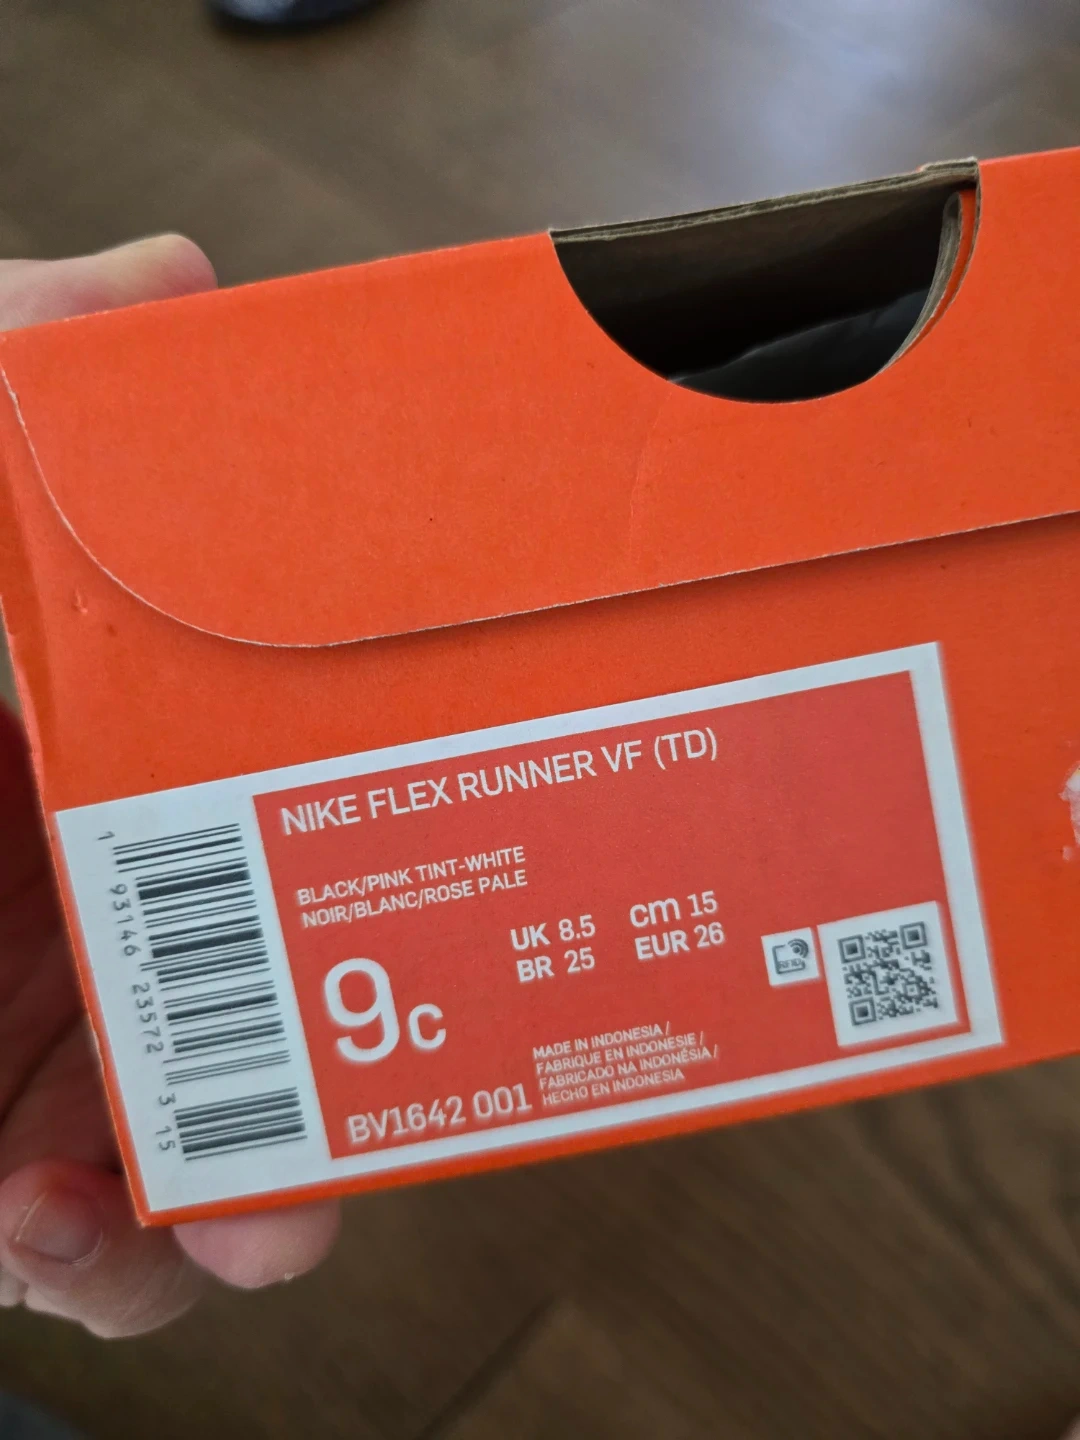 NIKE FLEX RUNNER VF (TD)
BLACK/PINK TINT-WHITE
NOIR/BLANC/ROSE PALE
9C
UK 8.5
cm 15
BR 25
EUR 26
BV1642 001
MADE IN INDONESIA /
FABRIQUE EN INDONESIE /
FABRICADO NA INDONÉSIA /
HECHO EN INDONESIA
RFID
1 93146 23572 3 15